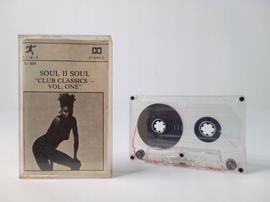 STEREO
SOUL II SOUL
"CLUB CLASSICS –
VOL. ONE"